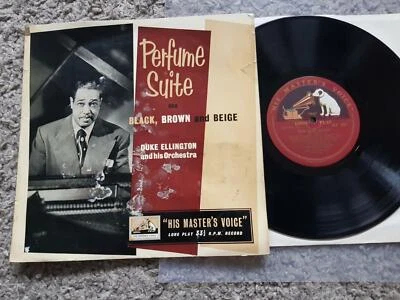 Perfume
Suite
and
BLACK, BROWN and BEIGE
DUKE ELLINGTON
and his Orchestra
"HIS MASTER'S VOICE"
LONG PLAY 33⅓ R.P.M. RECORD
HIS MASTER'S VOICE